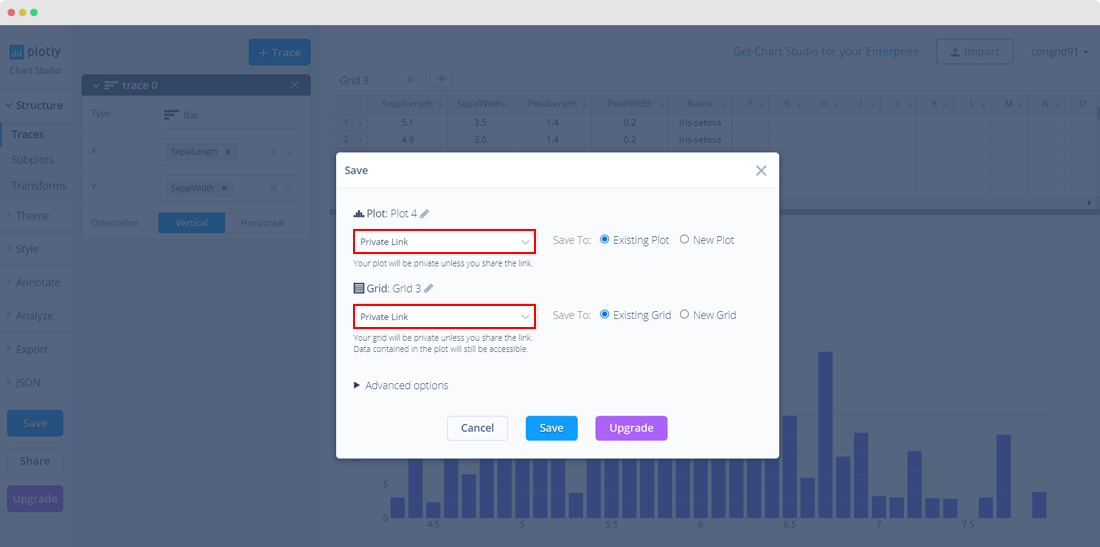 plotly
Chart Studio
+ Trace
Get Chart Studio for your Enterprise
Import
congnd91
trace 0
Grid 3
+
Structure
SepalLength
SepalWidth
PetalLength
PetalWidth
Name
F
G
H
I
J
K
L
M
N
O
Type
Bar
1
5.1
3.5
1.4
0.2
Iris-setosa
Traces
2
4.9
3.0
1.4
0.2
Iris-setosa
X
SepalLength
Subplots
Y
SepalWidth
Transforms
Theme
Orientation
Vertical
Horizontal
Style
Annotate
Analyze
Export
JSON
Save
Share
Upgrade
Save
Plot: Plot 4
Private Link
Save To:
Existing Plot
New Plot
Your plot will be private unless you share the link.
Grid: Grid 3
Private Link
Save To:
Existing Grid
New Grid
Your grid will be private unless you share the link.
Data contained in the plot will still be accessible.
Advanced options
Cancel
Save
Upgrade
5
0
4.5
5
5.5
6
6.5
7
7.5